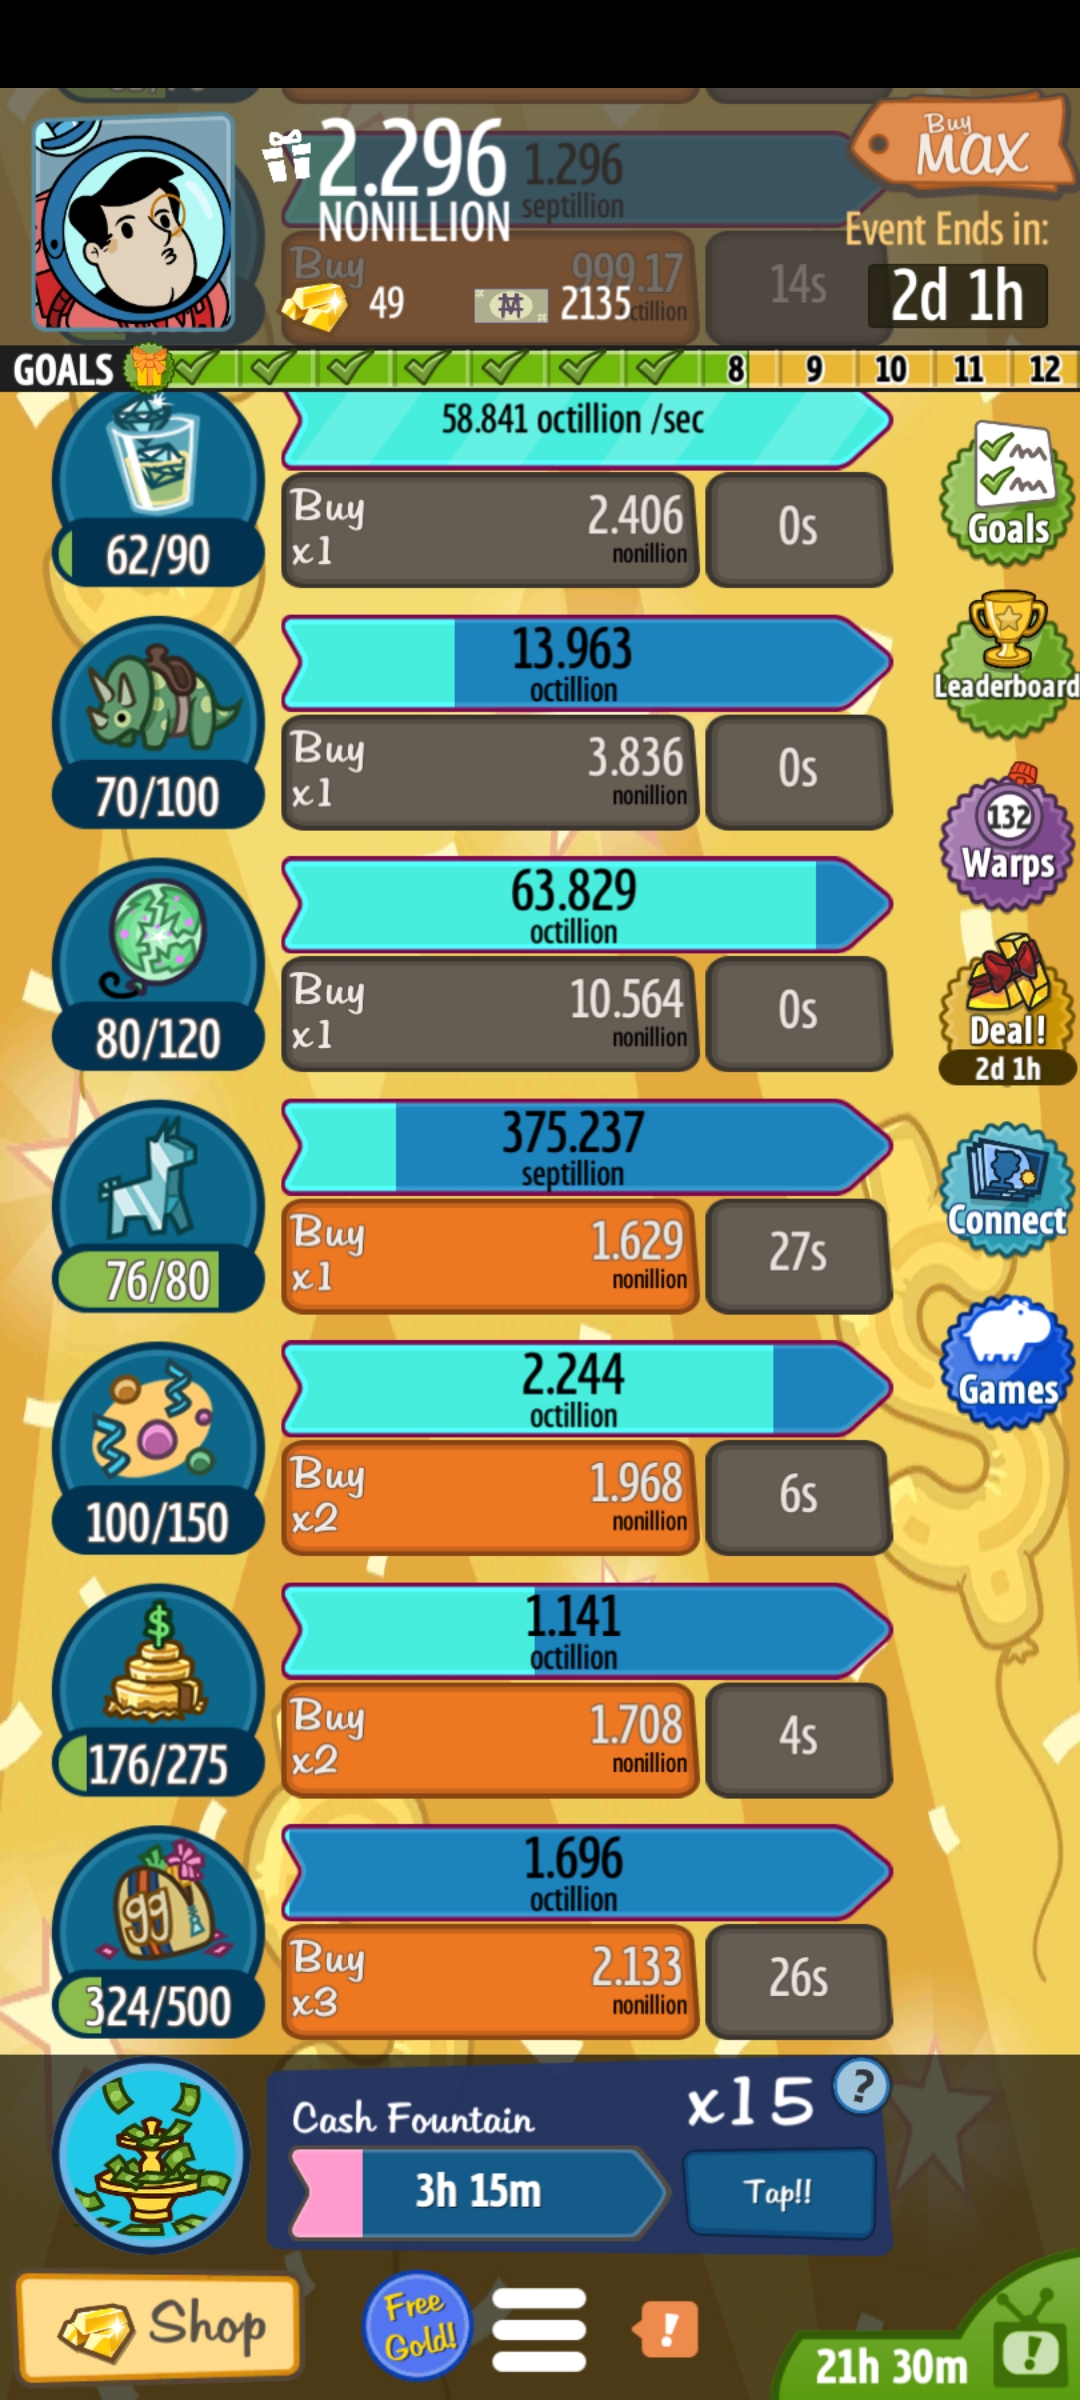 2.296
NONILLION
49
2135
Buy
MAX
Event Ends in:
2d 1h
1.296
septillion
Buy
999.17
ctillion
14s
GOALS
8 9 10 11 12
58.841 octillion /sec
Buy
x1
2.406
nonillion
0s
62/90
Goals
13.963
octillion
Buy
x1
3.836
nonillion
0s
70/100
Leaderboard
63.829
octillion
Buy
x1
10.564
nonillion
0s
80/120
132
Warps
Deal!
2d 1h
375.237
septillion
Buy
x1
1.629
nonillion
27s
76/80
Connect
2.244
octillion
Buy
x2
1.968
nonillion
6s
100/150
Games
1.141
octillion
Buy
x2
1.708
nonillion
4s
$
176/275
1.696
octillion
Buy
x3
2.133
nonillion
26s
99
324/500
Cash Fountain
x15
?
3h 15m
Tap!!
Shop
Free
Gold!
!
!
21h 30m